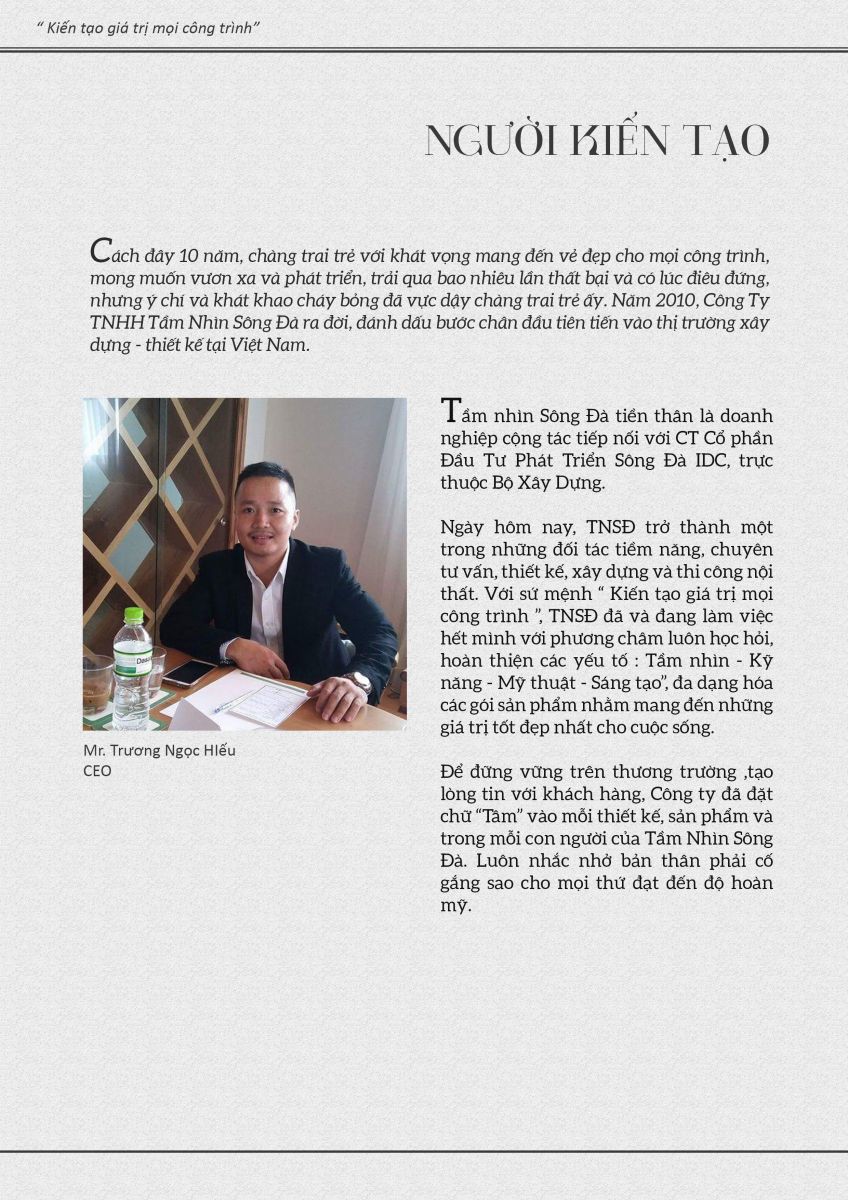 “ Kiến tạo giá trị mọi công trình”
NGƯỜI KIẾN TẠO
Cách đây 10 năm, chàng trai trẻ với khát vọng mang đến vẻ đẹp cho mọi công trình,
mong muốn vươn xa và phát triển, trải qua bao nhiêu lần thất bại và có lúc điêu đứng,
nhưng ý chí và khát khao cháy bỏng đã vực dậy chàng trai trẻ ấy. Năm 2010, Công Ty
TNHH Tầm Nhìn Sông Đà ra đời, đánh dấu bước chân đầu tiên tiến vào thị trường xây
dựng - thiết kế tại Việt Nam.
Mr. Trương Ngọc HIếu
CEO
Tầm nhìn Sông Đà tiền thân là doanh
nghiệp cộng tác tiếp nối với CT Cổ phần
Đầu Tư Phát Triển Sông Đà IDC, trực
thuộc Bộ Xây Dựng.
Ngày hôm nay, TNSĐ trở thành một
trong những đối tác tiềm năng, chuyên
tư vấn, thiết kế, xây dựng và thi công nội
thất. Với sứ mệnh “ Kiến tạo giá trị mọi
công trình ”, TNSĐ đã và đang làm việc
hết mình với phương châm luôn học hỏi,
hoàn thiện các yếu tố : Tầm nhìn - Kỹ
năng - Mỹ thuật - Sáng tạo”, đa dạng hóa
các gói sản phẩm nhằm mang đến những
giá trị tốt đẹp nhất cho cuộc sống.
Để đững vững trên thương trường ,tạo
lòng tin với khách hàng, Công ty đã đặt
chữ “Tâm” vào mỗi thiết kế, sản phẩm và
trong mỗi con người của Tầm Nhìn Sông
Đà. Luôn nhắc nhở bản thân phải cố
gắng sao cho mọi thứ đạt đến độ hoàn
mỹ.